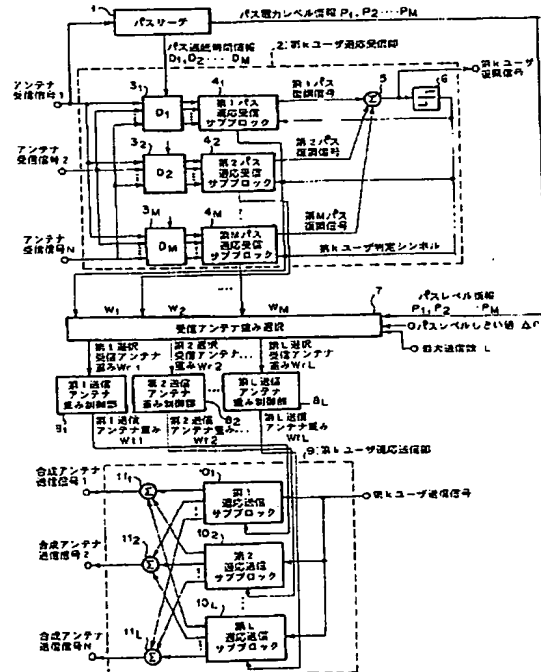 1
パスサーチ
パス電力レベル情報 P1, P2 … PM
パス遅延時間情報
D1, D2 … DM
2:第kユーザ適応受信部
第kユーザ
復調信号
アンテナ
受信信号1
31
D1
41
第1パス
適応受信
サブブロック
第1パス
復調信号
5
Σ
6
アンテナ
受信信号2
32
D2
42
第2パス
適応受信
サブブロック
第2パス
復調信号
アンテナ
受信信号N
3M
DM
4M
第Mパス
適応受信
サブブロック
第Mパス
復調信号
第kユーザ判定シンボル
W1
W2
…
WM
7
パスレベル情報
P1, P2 … PM
受信アンテナ重み選択
パスレベルしきい値
最大送信数 L
第1選択
受信アンテナ
重みWr1
第2選択
受信アンテナ…
重みWr2
第L選択
受信アンテナ
重みWrL
第1送信
アンテナ
重み制御部
第2送信
アンテナ
重み制御部
…
第L送信
アンテナ
重み制御部
82
8L
第1送信
アンテナ重み
Wt1
第2送信
アンテナ重み
第L送信
アンテナ重み
WtL
9:第kユーザ適応送信部
合成アンテナ
送信信号1
111
Σ
第1
適応送信
サブブロック
第kユーザ送信信号
合成アンテナ
送信信号2
112
Σ
102
第2
適応送信
サブブロック
合成アンテナ
送信信号N
11L
Σ
10L
第L
適応送信
サブブロック